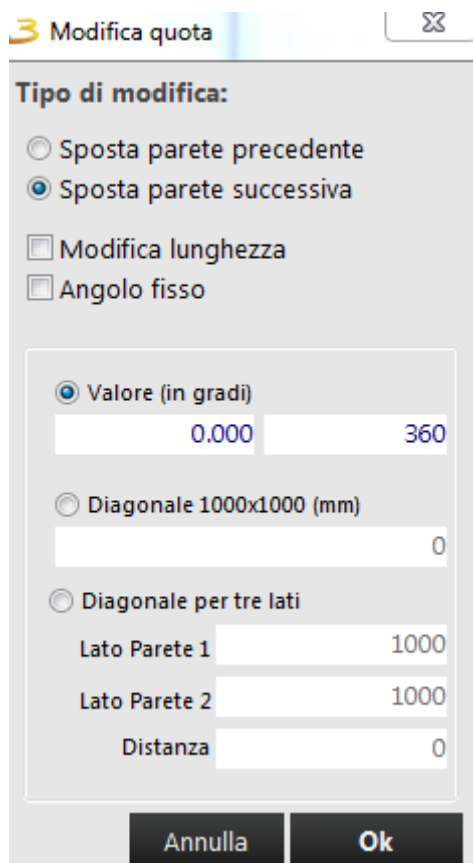 Modifica quota
Tipo di modifica:
Sposta parete precedente
Sposta parete successiva
Modifica lunghezza
Angolo fisso
Valore (in gradi)
0.000 360
Diagonale 1000x1000 (mm)
0
Diagonale per tre lati
Lato Parete 1 1000
Lato Parete 2 1000
Distanza 0
Annulla Ok